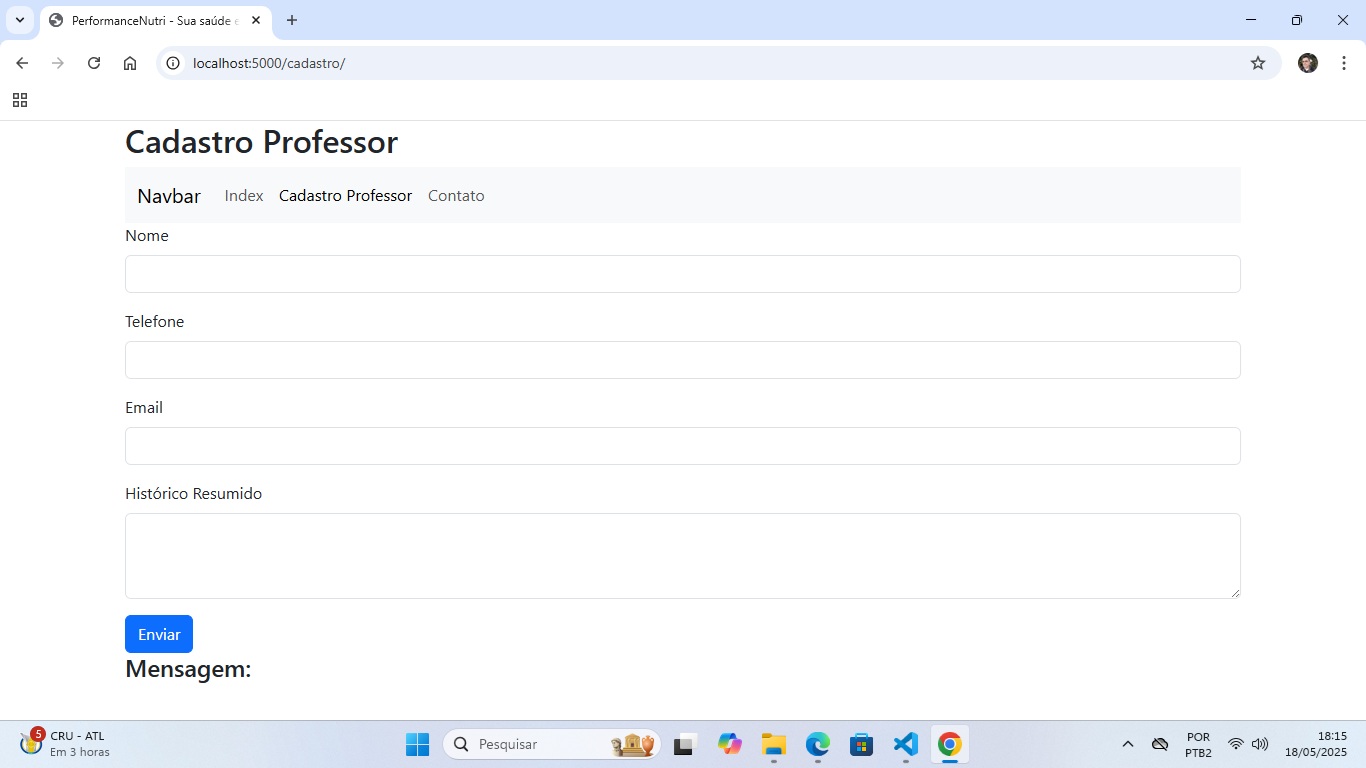 PerformanceNutri - Sua saúde e
localhost:5000/cadastro/
Cadastro Professor
Navbar Index Cadastro Professor Contato
Nome
Telefone
Email
Histórico Resumido
Enviar
Mensagem:
5
CRU - ATL
Em 3 horas
Pesquisar
POR
PTB2
18:15
18/05/2025